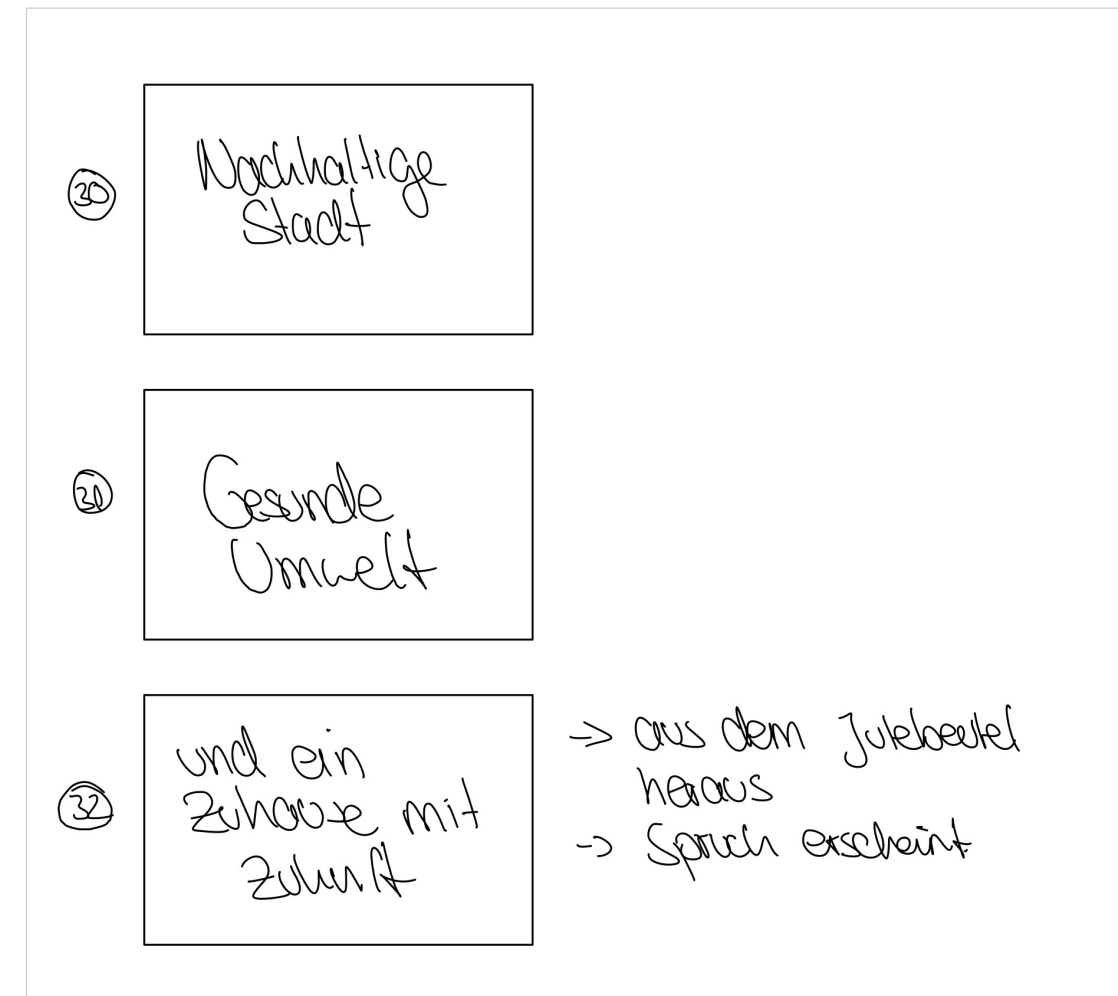 30
Nachhaltige
Stadt
31
Gesunde
Umwelt
32
und ein
Zuhause mit
Zukunft
-> aus dem Jutebeutel
heraus
-> Spruch erscheint